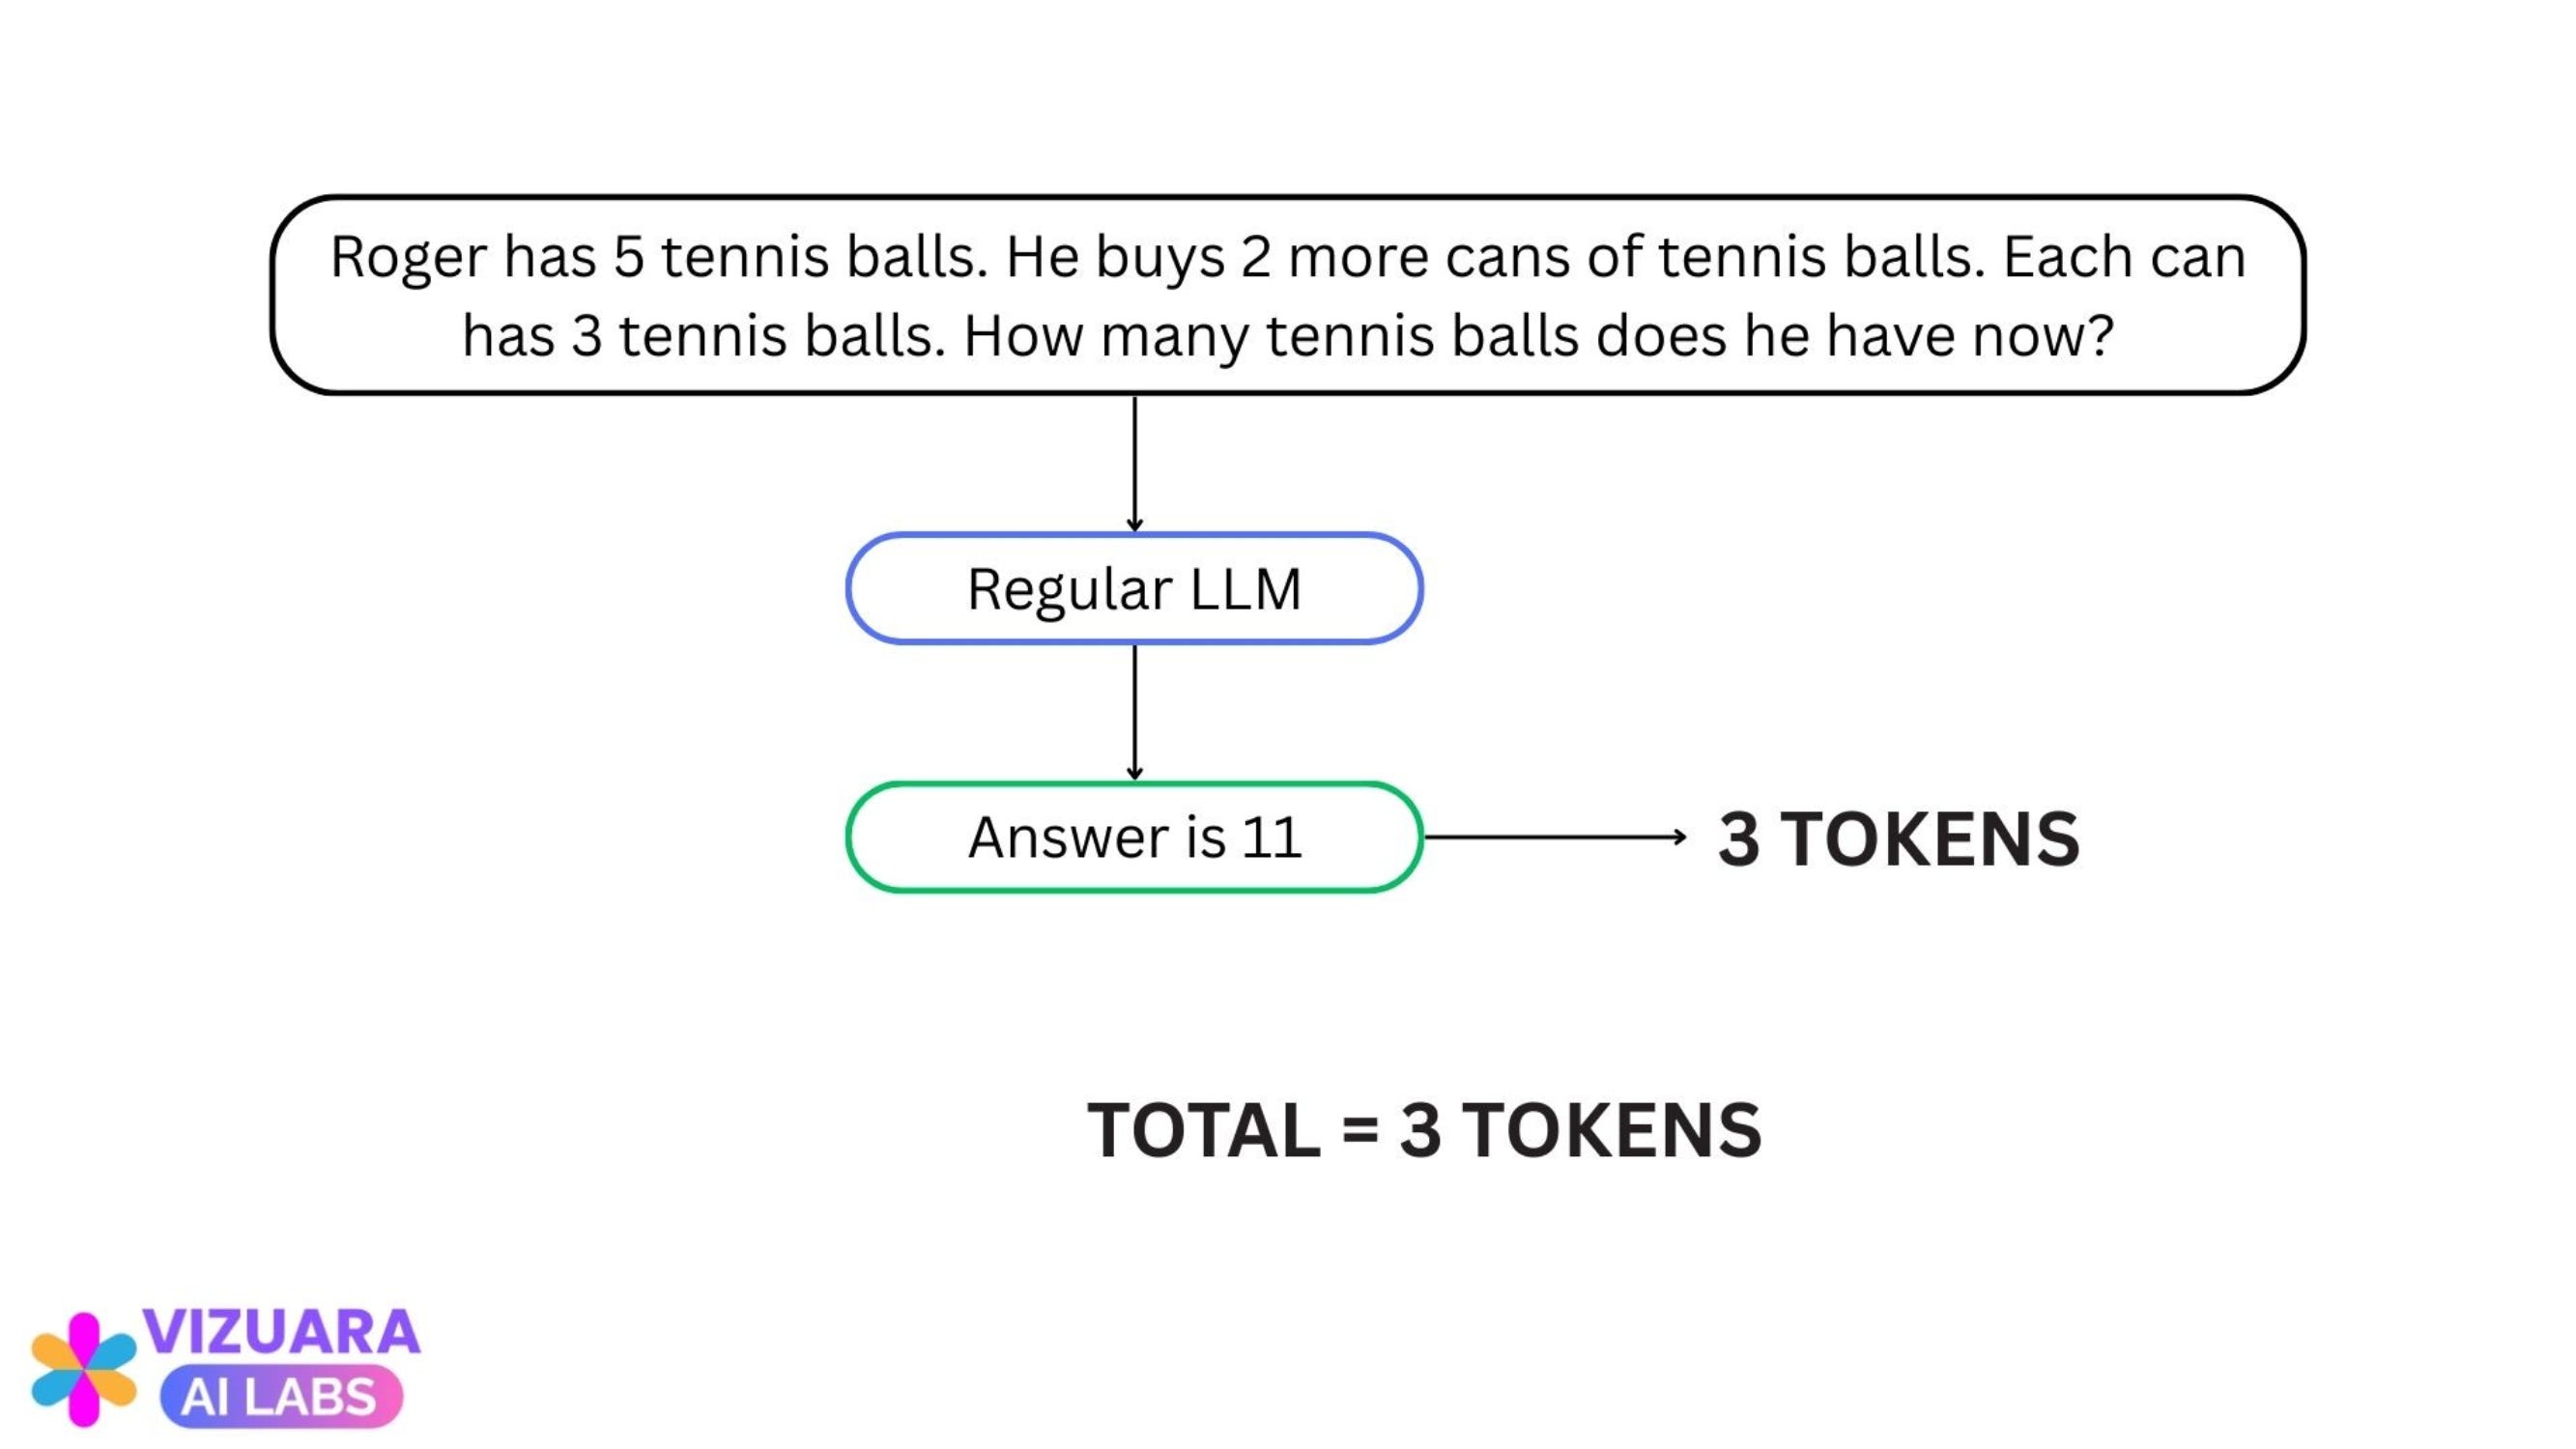 Roger has 5 tennis balls. He buys 2 more cans of tennis balls. Each can
has 3 tennis balls. How many tennis balls does he have now?
Regular LLM
Answer is 11
3 TOKENS
TOTAL = 3 TOKENS
VIZUARA
AI LABS